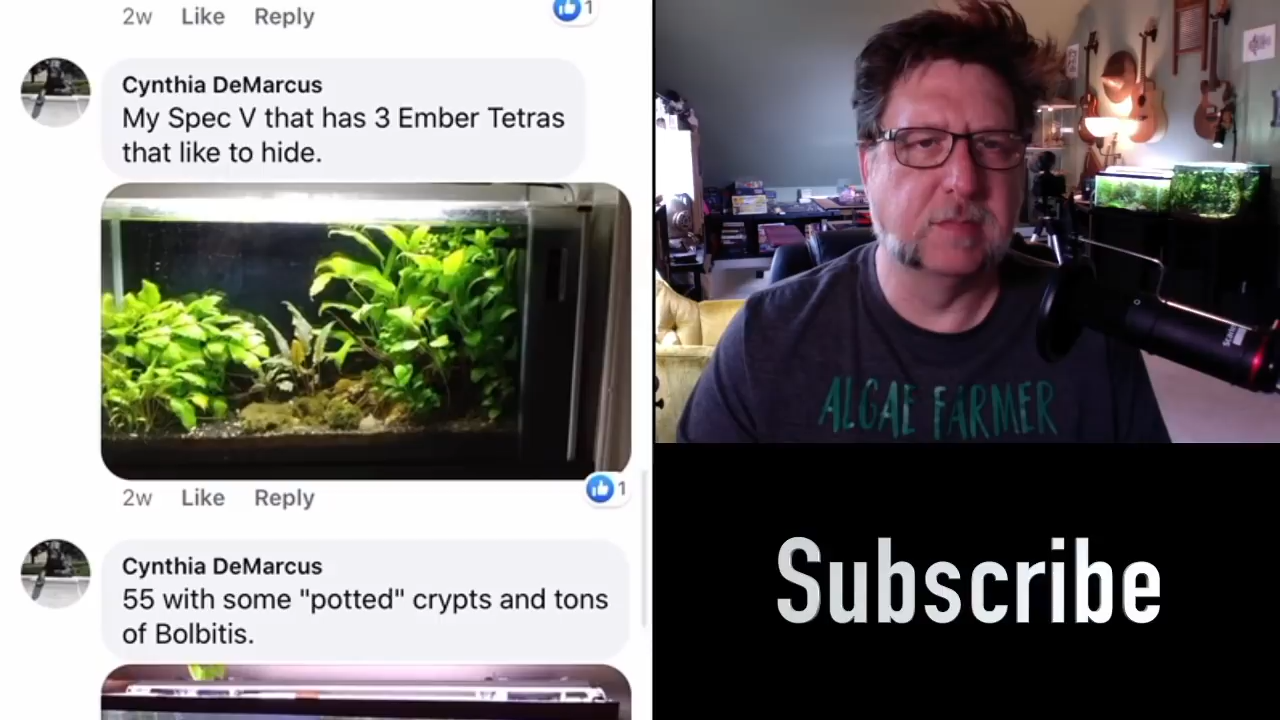 2w Like Reply 1
Cynthia DeMarcus
My Spec V that has 3 Ember Tetras
that like to hide.
2w Like Reply 1
Cynthia DeMarcus
55 with some "potted" crypts and tons
of Bolbitis.
ALGAE FARMER
Subscribe